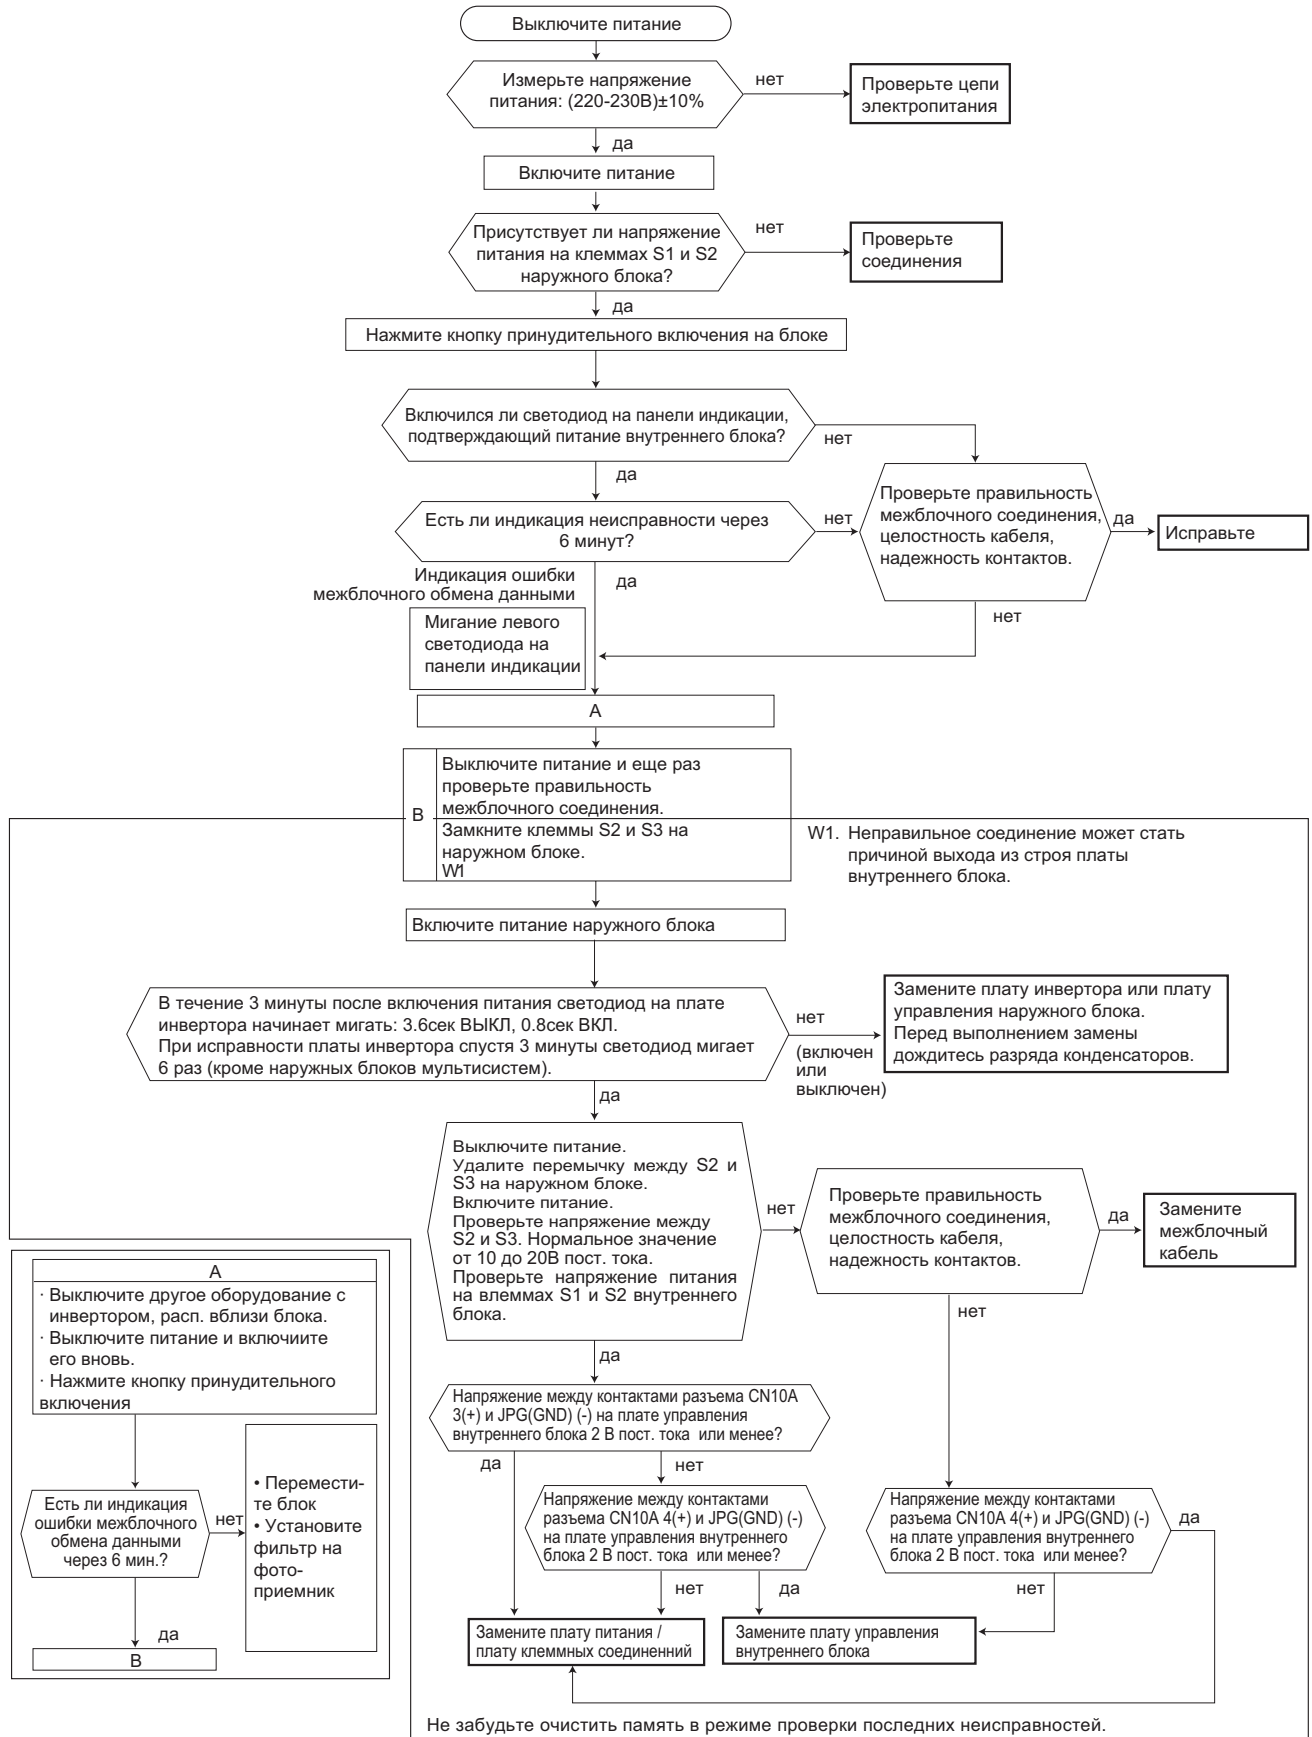 Выключите питание
Измерьте напряжение
питания: (220-230В)±10%
нет
Проверьте цепи
электропитания
да
Включите питание
Присутствует ли напряжение
питания на клеммах S1 и S2
наружного блока?
нет
Проверьте
соединения
да
Нажмите кнопку принудительного включения на блоке
Включился ли светодиод на панели индикации,
подтверждающий питание внутреннего блока?
нет
да
Есть ли индикация неисправности через
6 минут?
нет
Проверьте правильность
межблочного соединения,
целостность кабеля,
надежность контактов.
да
Исправьте
Индикация ошибки
межблочного обмена данными
да
нет
Мигание левого
светодиода на
панели индикации
A
B
Выключите питание и еще раз
проверьте правильность
межблочного соединения.
Замкните клеммы S2 и S3 на
наружном блоке.
W1
W1. Неправильное соединение может стать
причиной выхода из строя платы
внутреннего блока.
Включите питание наружного блока
В течение 3 минуты после включения питания светодиод на плате
инвертора начинает мигать: 3.6сек ВЫКЛ, 0.8сек ВКЛ.
При исправности платы инвертора спустя 3 минуты светодиод мигает
6 раз (кроме наружных блоков мультисистем).
нет
(включен
или
выключен)
Замените плату инвертора или плату
управления наружного блока.
Перед выполнением замены
дождитесь разряда конденсаторов.
да
Выключите питание.
Удалите перемычку между S2 и
S3 на наружном блоке.
Включите питание.
Проверьте напряжение между
S2 и S3. Нормальное значение
от 10 до 20В пост. тока.
Проверьте напряжение питания
на влеммах S1 и S2 внутреннего
блока.
нет
Проверьте правильность
межблочного соединения,
целостность кабеля,
надежность контактов.
да
Замените
межблочный
кабель
нет
да
A
· Выключите другое оборудование с
инвертором, расп. вблизи блока.
· Выключите питание и включиите
его вновь.
· Нажмите кнопку принудительного
включения
Есть ли индикация
ошибки межблочного
обмена данными
через 6 мин.?
нет
• Перемести-
те блок
• Установите
фильтр на
фото-
приемник
да
B
Напряжение между контактами разъема CN10A
3(+) и JPG(GND) (-) на плате управления
внутреннего блока 2 В пост. тока или менее?
да
нет
Напряжение между контактами
разъема CN10A 4(+) и JPG(GND) (-)
на плате управления внутреннего
блока 2 В пост. тока или менее?
нет
да
Напряжение между контактами
разъема CN10A 4(+) и JPG(GND) (-)
на плате управления внутреннего
блока 2 В пост. тока или менее?
да
нет
Замените плату питания /
плату клеммных соединенний
Замените плату управления
внутреннего блока
Не забудьте очистить память в режиме проверки последних неисправностей.